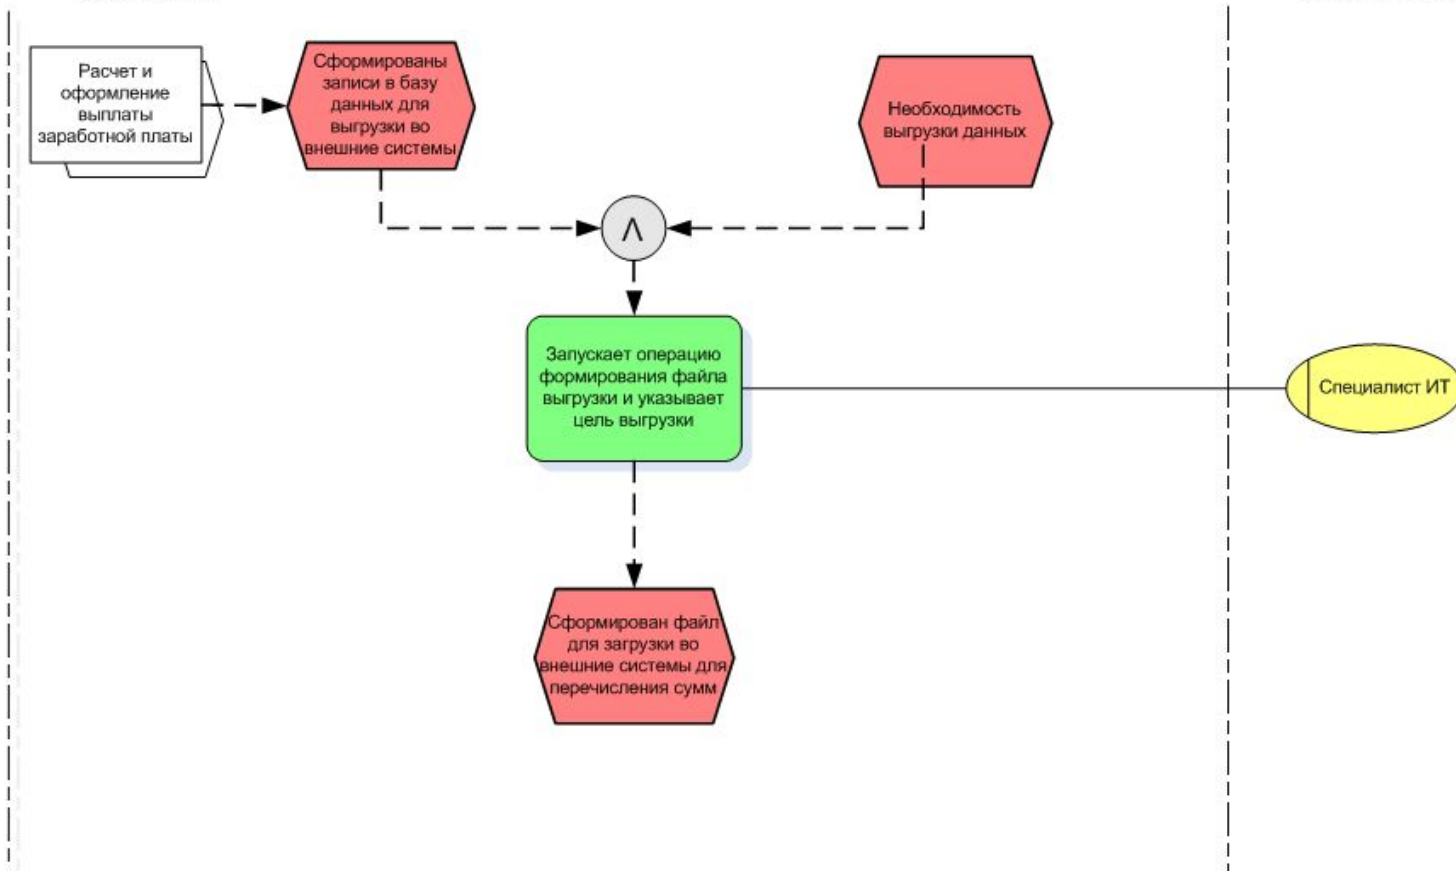 Расчет и
оформление
выплаты
заработной платы
Сформированы
записи в базу
данных для
выгрузки во
внешние системы
Необходимость
выгрузки данных
Λ
Запускает операцию
формирования файла
выгрузки и указывает
цель выгрузки
Специалист ИТ
Сформирован файл
для загрузки во
внешние системы для
перечисления сумм